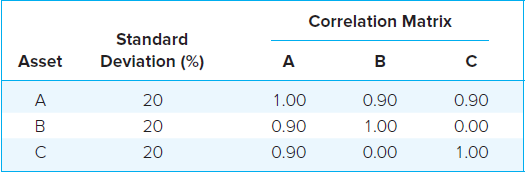 Correlation Matrix
Standard
Asset Deviation (%) A B C
A 20 1.00 0.90 0.90
B 20 0.90 1.00 0.00
C 20 0.90 0.00 1.00